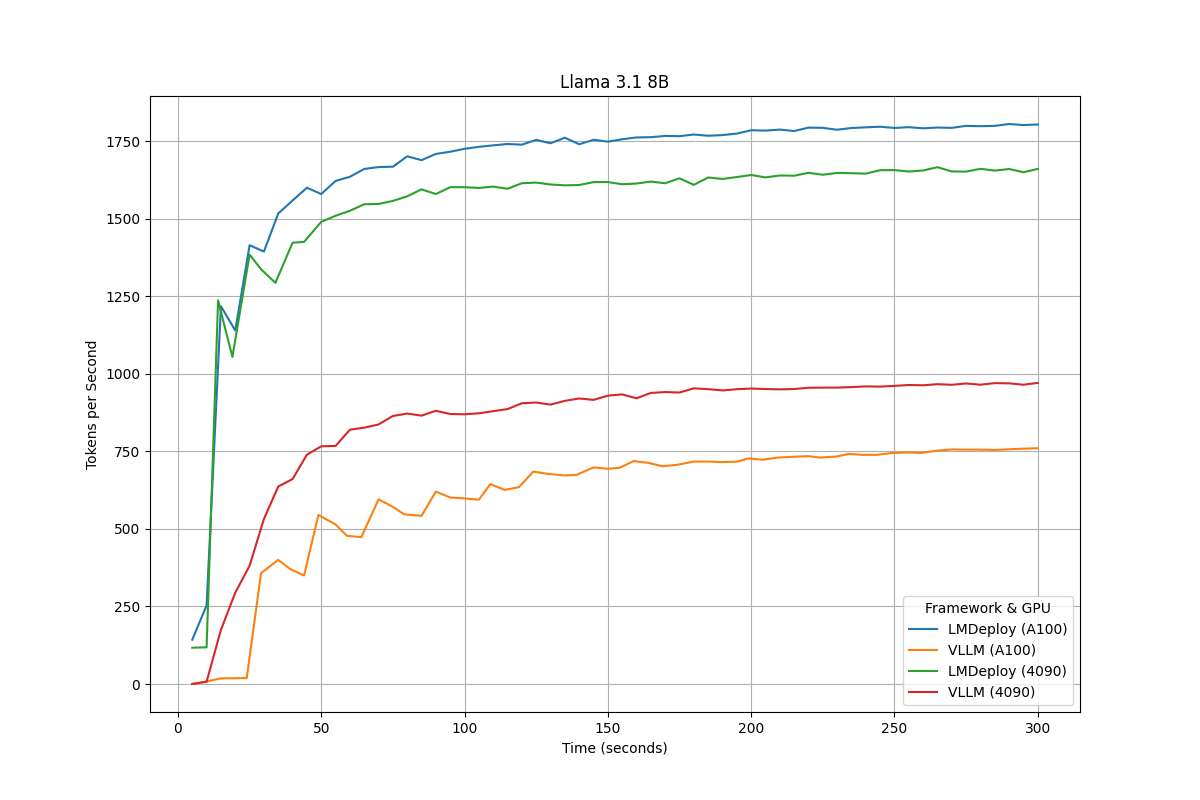 Llama 3.1 8B
Tokens per Second
1750
1500
1250
1000
750
500
250
0
0 50 100 150 200 250 300
Time (seconds)
Framework & GPU
LMDeploy (A100)
VLLM (A100)
LMDeploy (4090)
VLLM (4090)